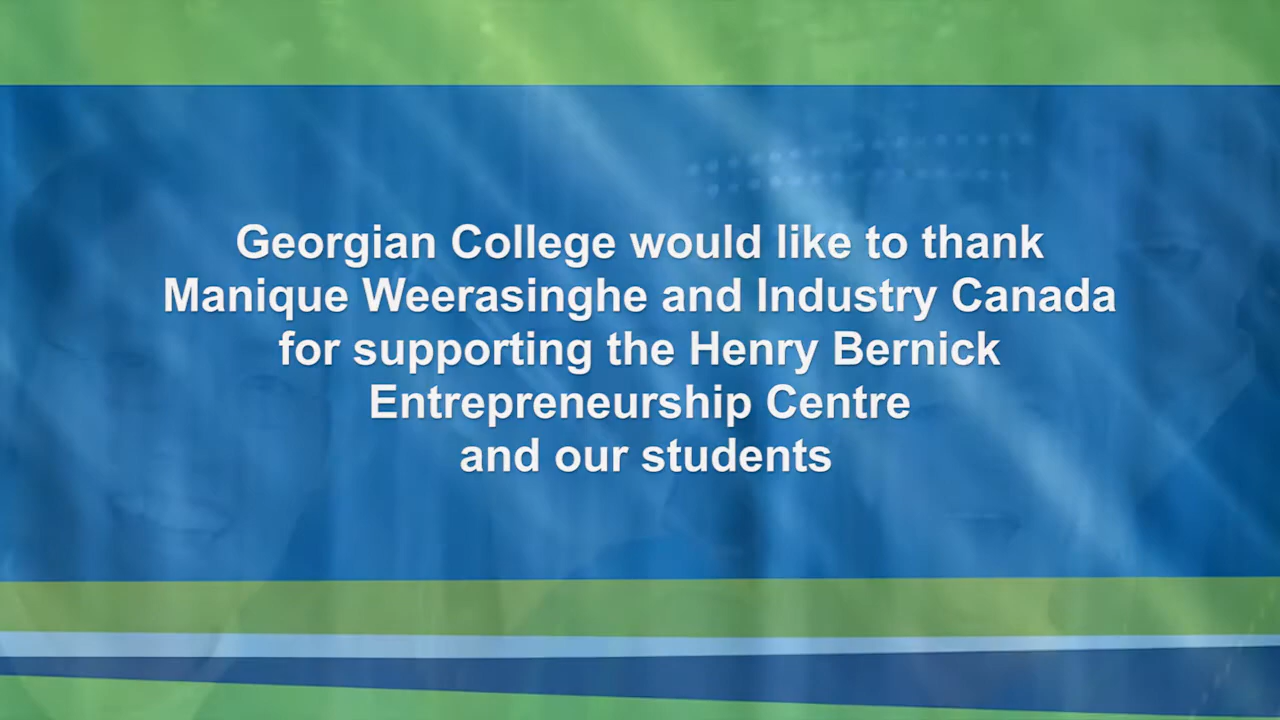 Georgian College would like to thank
Manique Weerasinghe and Industry Canada
for supporting the Henry Bernick
Entrepreneurship Centre
and our students